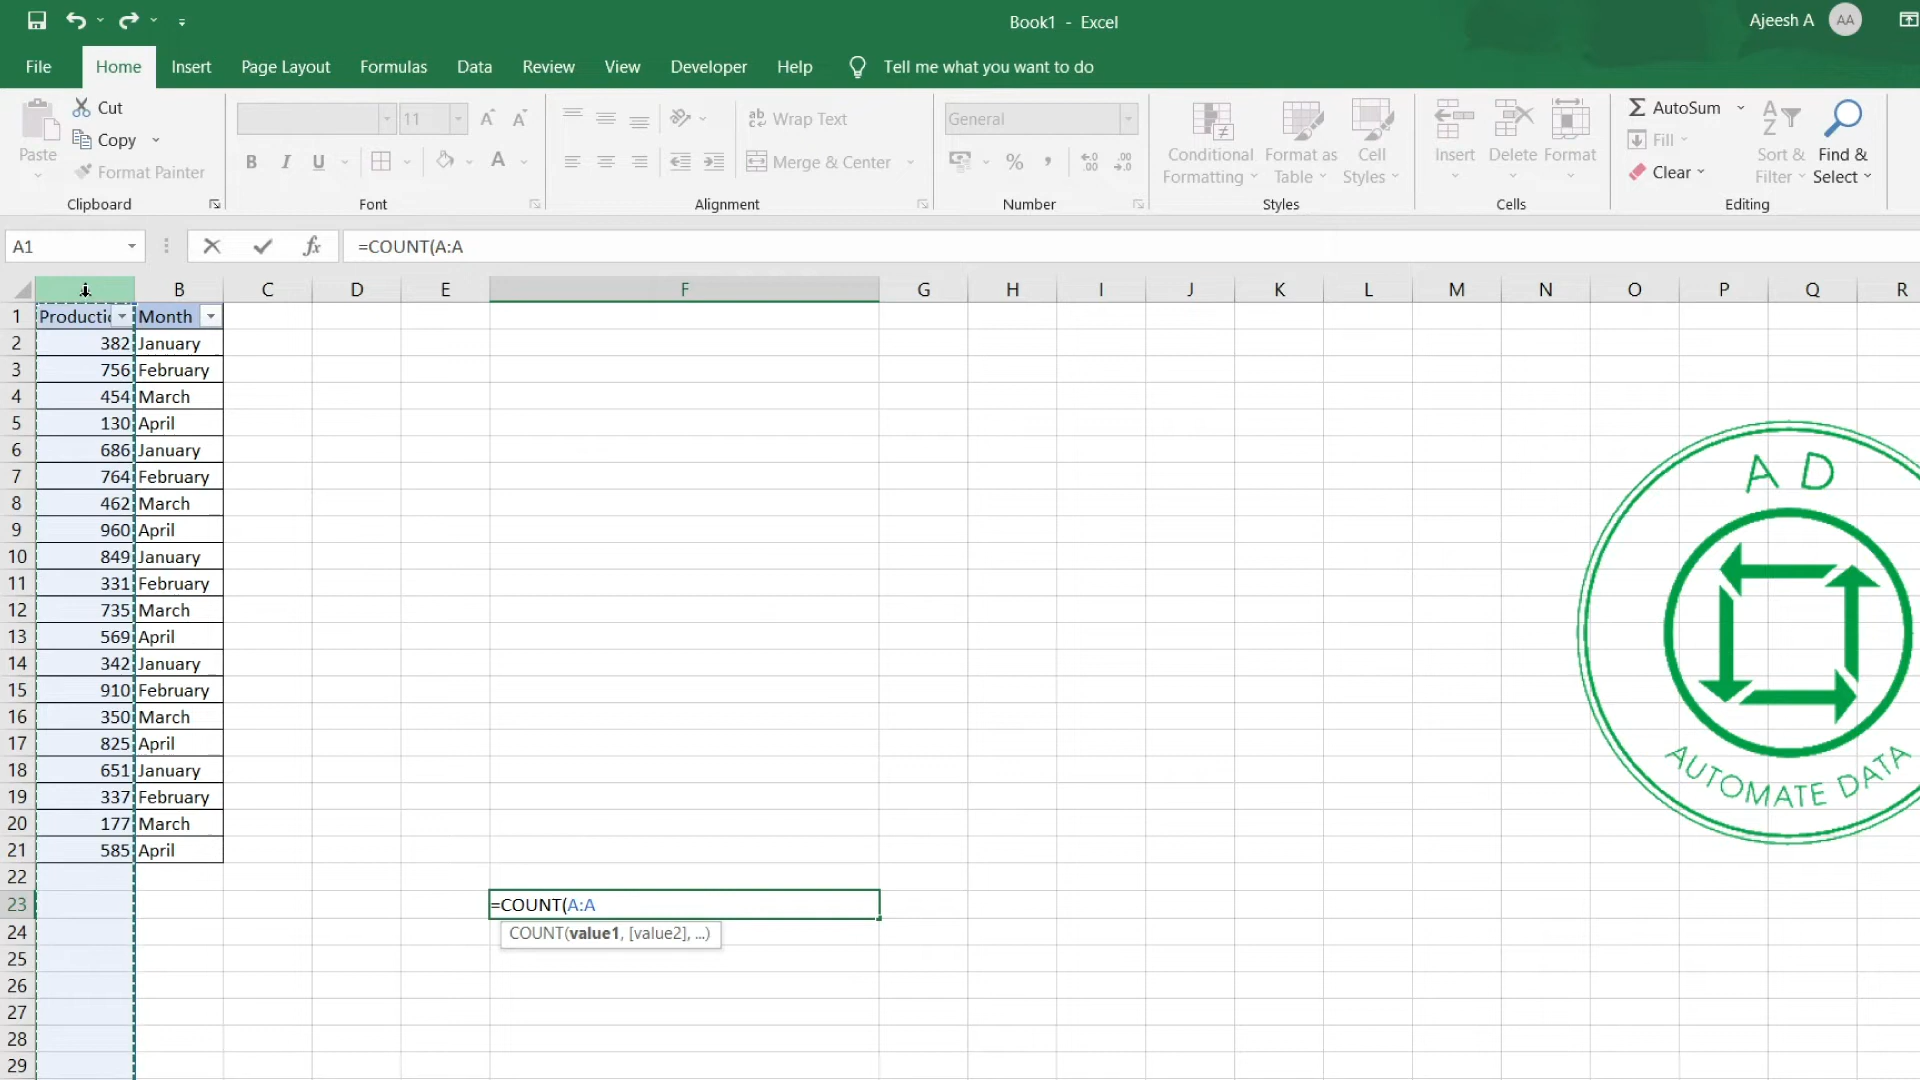 Book1 - Excel
Ajeesh A AA
File Home Insert Page Layout Formulas Data Review View Developer Help Tell me what you want to do
Paste
Cut
Copy
Format Painter
Clipboard
11 A A
B I U A
Font
ab Wrap Text
Merge & Center
Alignment
General
% , .00 .00
Number
Conditional Formatting
Format as Table
Cell Styles
Styles
Insert Delete Format
Cells
Σ AutoSum
Fill
Clear
Sort & Filter
Find & Select
Editing
A1 fx =COUNT(A:A
B C D E F G H I J K L M N O P Q R
1 Producti Month
2 382 January
3 756 February
4 454 March
5 130 April
6 686 January
7 764 February
8 462 March
9 960 April
10 849 January
11 331 February
12 735 March
13 569 April
14 342 January
15 910 February
16 350 March
17 825 April
18 651 January
19 337 February
20 177 March
21 585 April
22
23 =COUNT(A:A
24 COUNT(value1, [value2], ...)
25
26
27
28
29
A D
AUTOMATE DATA